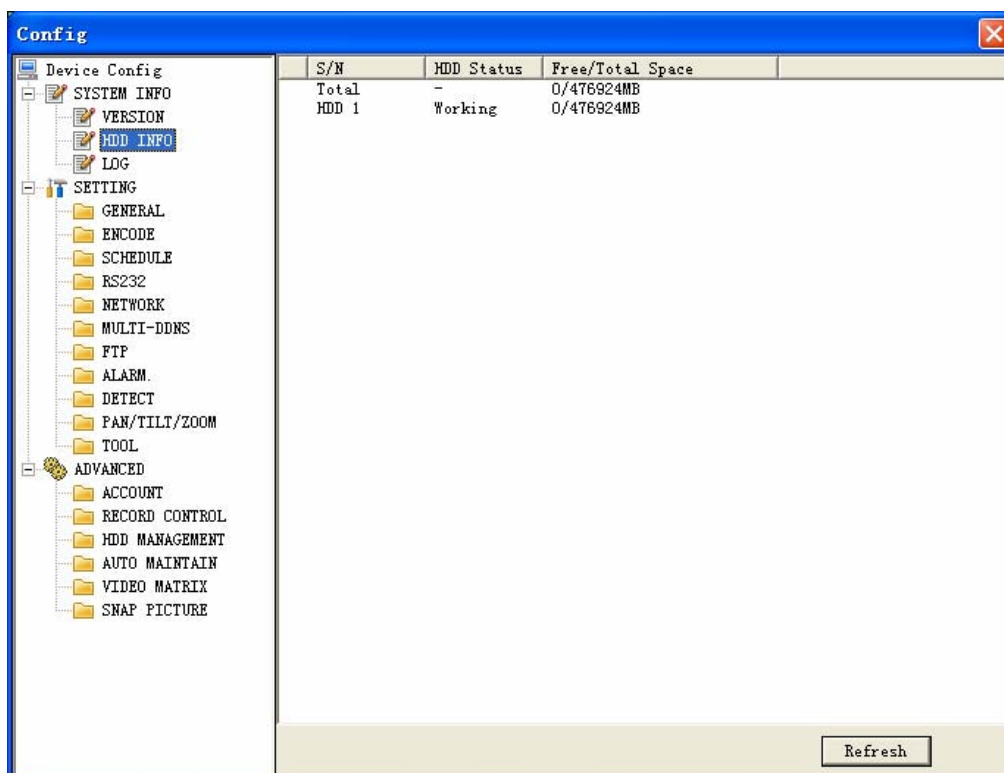 Config
Device Config
SYSTEM INFO
VERSION
HDD INFO
LOG
SETTING
GENERAL
ENCODE
SCHEDULE
RS232
NETWORK
MULTI-DDNS
FTP
ALARM.
DETECT
PAN/TILT/ZOOM
TOOL
ADVANCED
ACCOUNT
RECORD CONTROL
HDD MANAGEMENT
AUTO MAINTAIN
VIDEO MATRIX
SNAP PICTURE
S/N HDD Status Free/Total Space
Total - 0/476924MB
HDD 1 Working 0/476924MB
Refresh